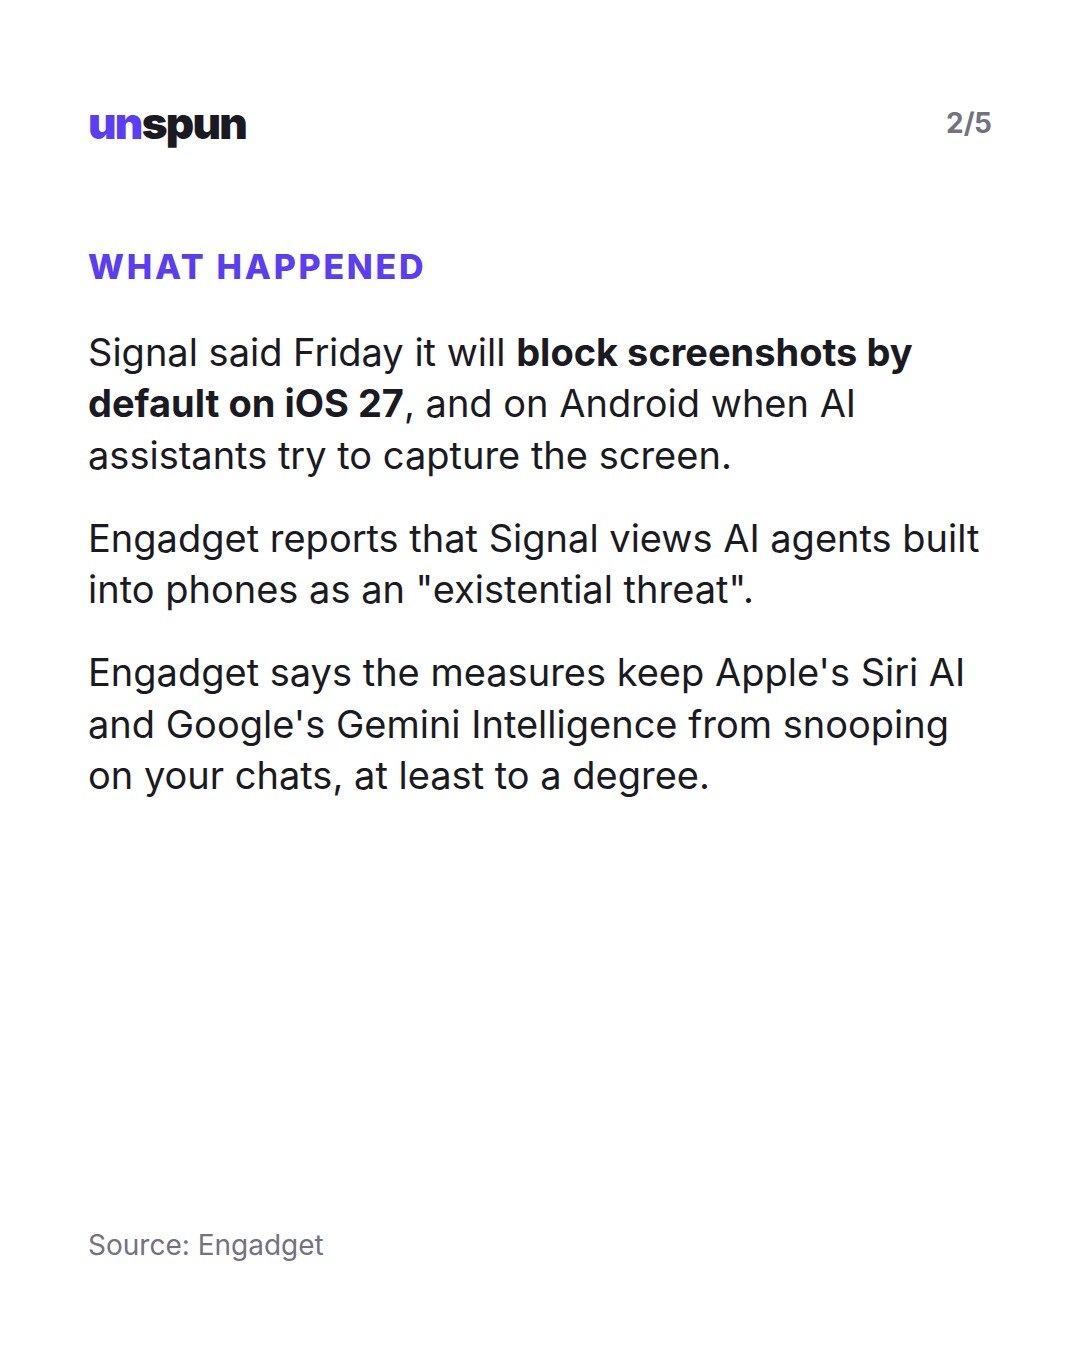 unspun
2/5
WHAT HAPPENED
Signal said Friday it will block screenshots by
default on iOS 27, and on Android when AI
assistants try to capture the screen.
Engadget reports that Signal views AI agents built
into phones as an "existential threat".
Engadget says the measures keep Apple's Siri AI
and Google's Gemini Intelligence from snooping
on your chats, at least to a degree.
Source: Engadget